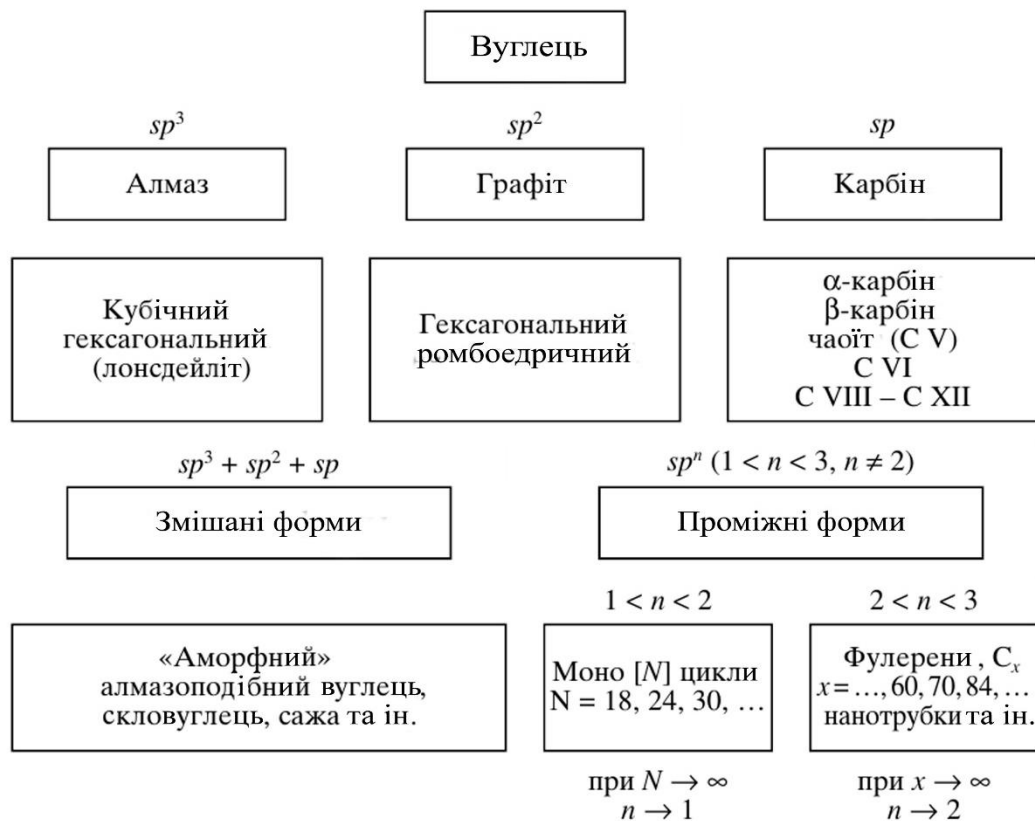 Вуглець
sp³
sp²
sp
Алмаз
Графіт
Карбін
Кубічний
гексагональний
(лонсдейліт)
Гексагональний
ромбоедричний
α-карбін
β-карбін
чаоїт (C V)
C VI
C VIII – C XII
sp³ + sp² + sp
spⁿ (1 < n < 3, n ≠ 2)
Змішані форми
Проміжні форми
1 < n < 2
2 < n < 3
«Аморфний»
алмазоподібний вуглець,
скловуглець, сажа та ін.
Моно [N] цикли
N = 18, 24, 30, …
Фулерени, Cₓ
x = …, 60, 70, 84, …
нанотрубки та ін.
при N → ∞
n → 1
при x → ∞
n → 2